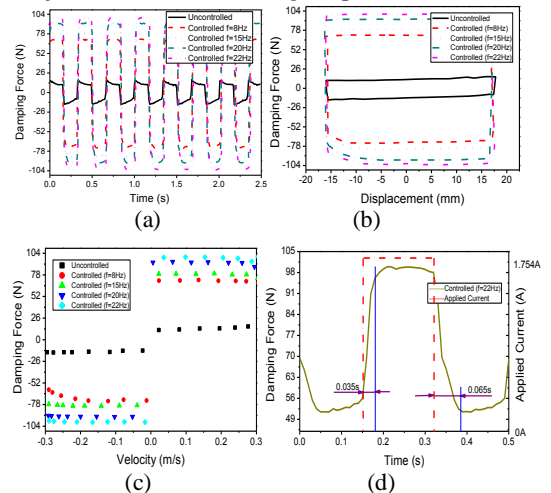 Uncontrolled
Controlled f=8Hz)
Controlled f=15Hz)
Controlled f=20Hz)
Controlled f=22Hz)
Damping Force (N)
104
78
52
26
0
-26
-52
-78
-104
0.0 0.5 1.0 1.5 2.0 2.5
Time (s)
(a)
Uncontrolled
Controlled (f=8Hz)
Controlled (f=15Hz)
Controlled (f=20Hz)
Controlled (f=22Hz)
Damping Force (N)
104
78
52
26
0
-26
-52
-78
-104
-20 -15 -10 -5 0 5 10 15 20
Displacement (mm)
(b)
Uncontrolled
Controlled (f=8Hz)
Controlled (f=15Hz)
Controlled (f=20Hz)
Controlled (f=22Hz)
Damping Force (N)
104
78
52
26
0
-26
-52
-78
-104
-0.3 -0.2 -0.1 0.0 0.1 0.2 0.3
Velocity (m/s)
(c)
Controlled (f=22Hz)
Applied Current
Damping Force (N)
105
98
91
84
77
70
63
56
49
1.754A
0A
Applied Current (A)
0.035s
0.065s
0.0 0.1 0.2 0.3 0.4 0.5
Time (s)
(d)